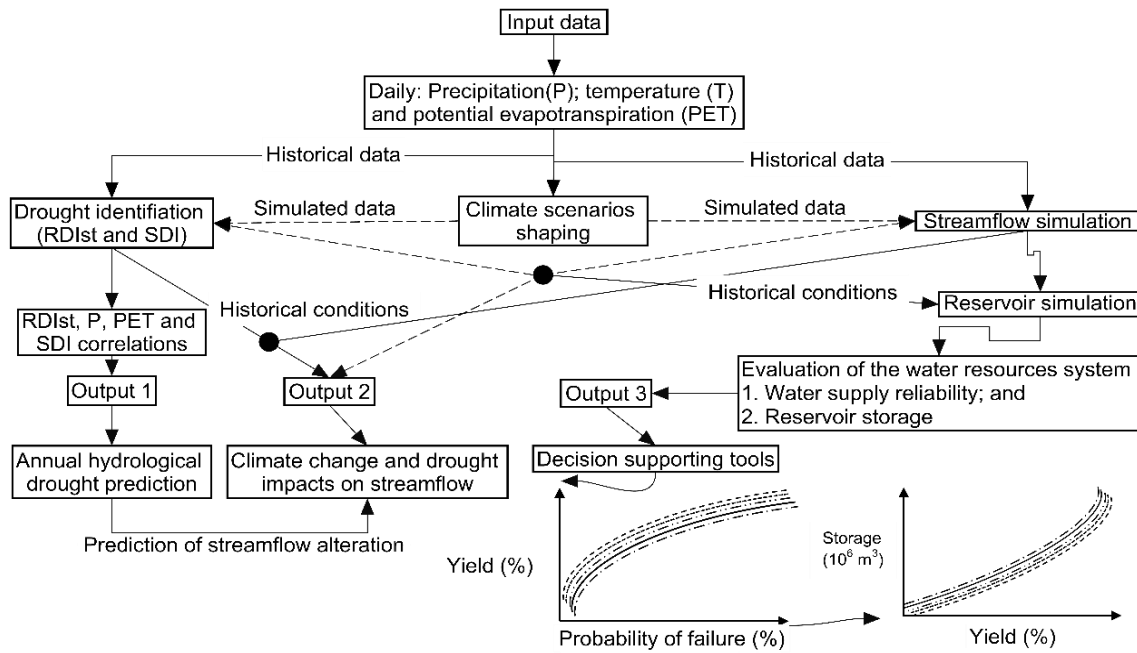 Input data
Daily: Precipitation(P); temperature (T)
and potential evapotranspiration (PET)
Historical data
Historical data
Drought identifiation
(RDIst and SDI)
Simulated data
Climate scenarios
shaping
Simulated data
Streamflow simulation
Historical conditions
Historical conditions
Reservoir simulation
RDIst, P, PET and
SDI correlations
Output 1
Output 2
Output 3
Evaluation of the water resources system
1. Water supply reliability; and
2. Reservoir storage
Annual hydrological
drought prediction
Climate change and drought
impacts on streamflow
Decision supporting tools
Prediction of streamflow alteration
Yield (%)
Probability of failure (%)
Storage
(10⁶ m³)
Yield (%)